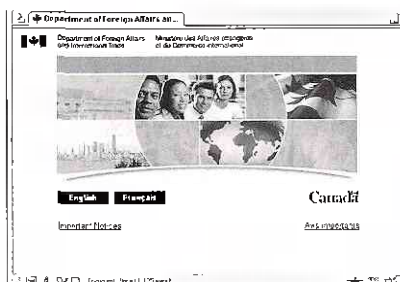 Department of Foreign Affairs an...
Department of Foreign Affairs
and International Trade
Ministère des Affaires étrangères
et du Commerce international
English
Français
Canada
Important Notices
Avis importants